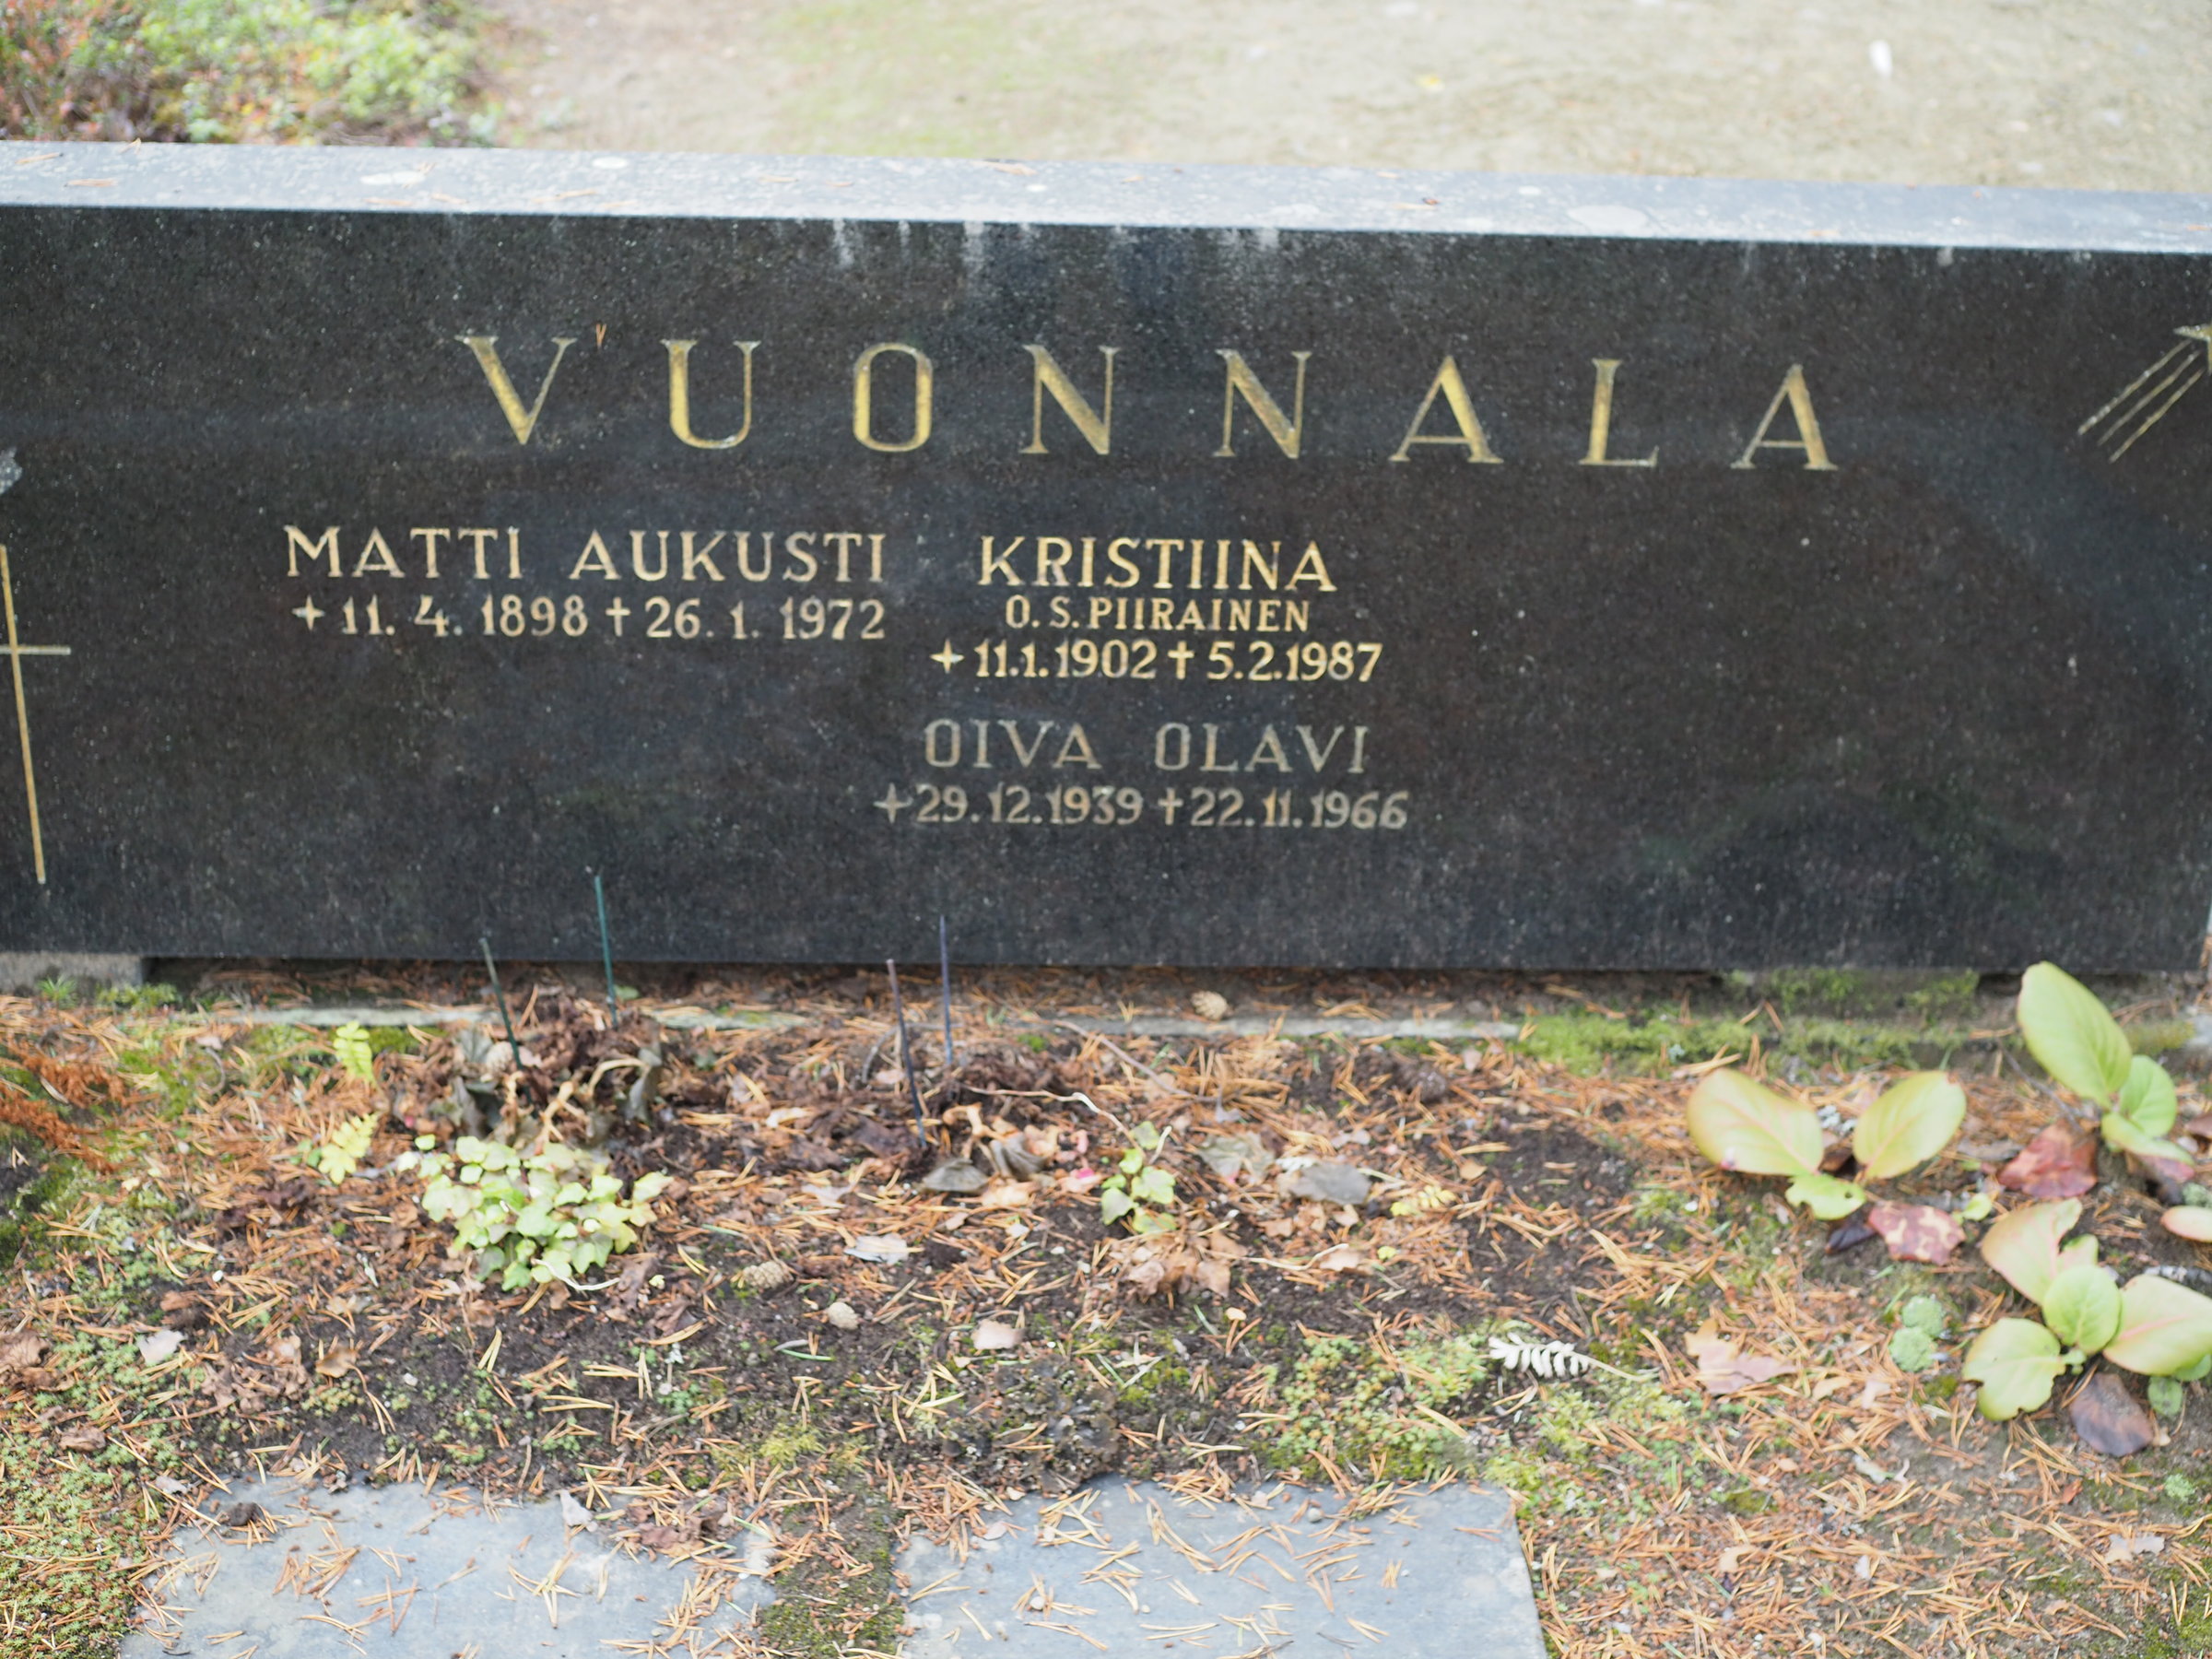 VUONNALA
MATTI AUKUSTI
+ 11. 4. 1898 † 26. 1. 1972
KRISTIINA
O. S. PIIRAINEN
+ 11.1.1902 † 5.2.1987
OIVA OLAVI
+ 29.12.1939 † 22.11.1966